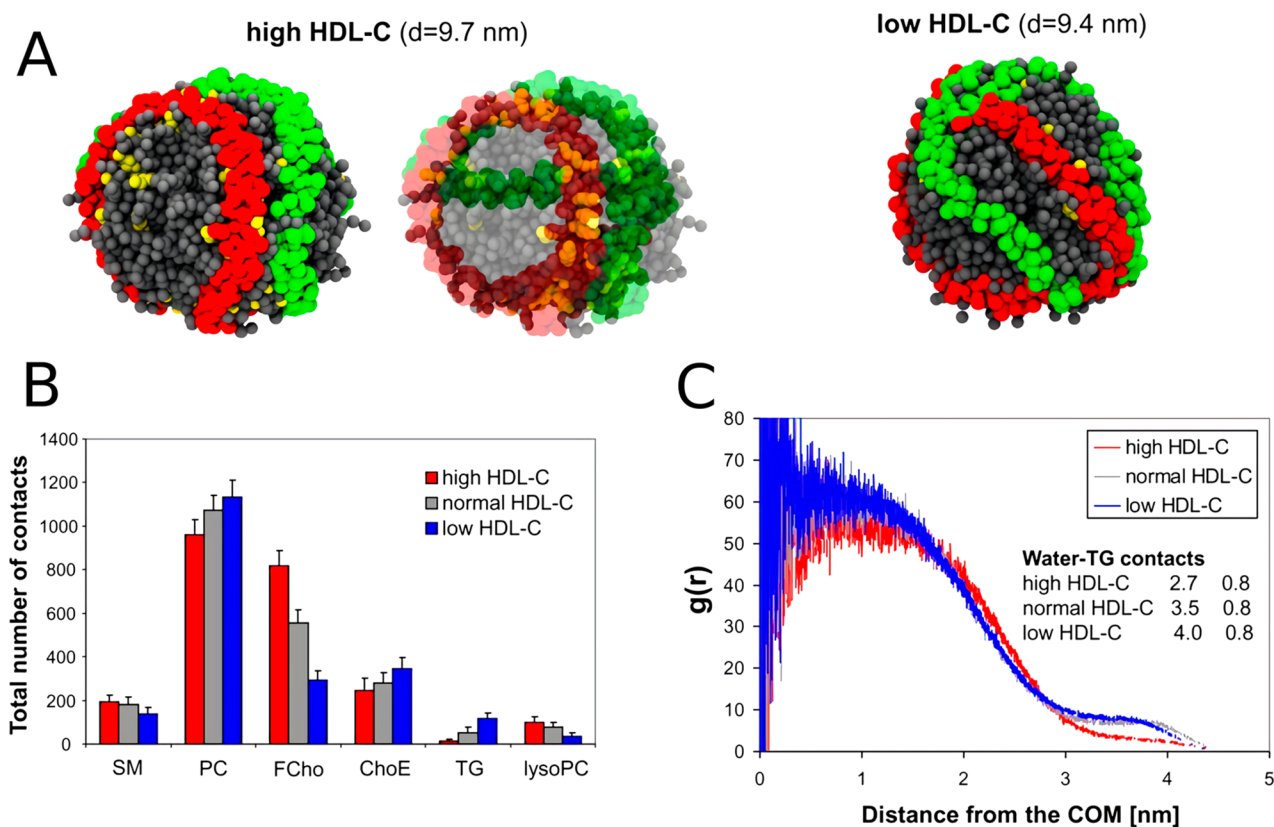 A
high HDL-C (d=9.7 nm)
low HDL-C (d=9.4 nm)
B
Total number of contacts
1400
1200
1000
800
600
400
200
0
high HDL-C
normal HDL-C
low HDL-C
SM PC FCho ChoE TG lysoPC
C
g(r)
80
70
60
50
40
30
20
10
0
high HDL-C
normal HDL-C
low HDL-C
Water-TG contacts
high HDL-C 2.7 0.8
normal HDL-C 3.5 0.8
low HDL-C 4.0 0.8
0 1 2 3 4 5
Distance from the COM [nm]